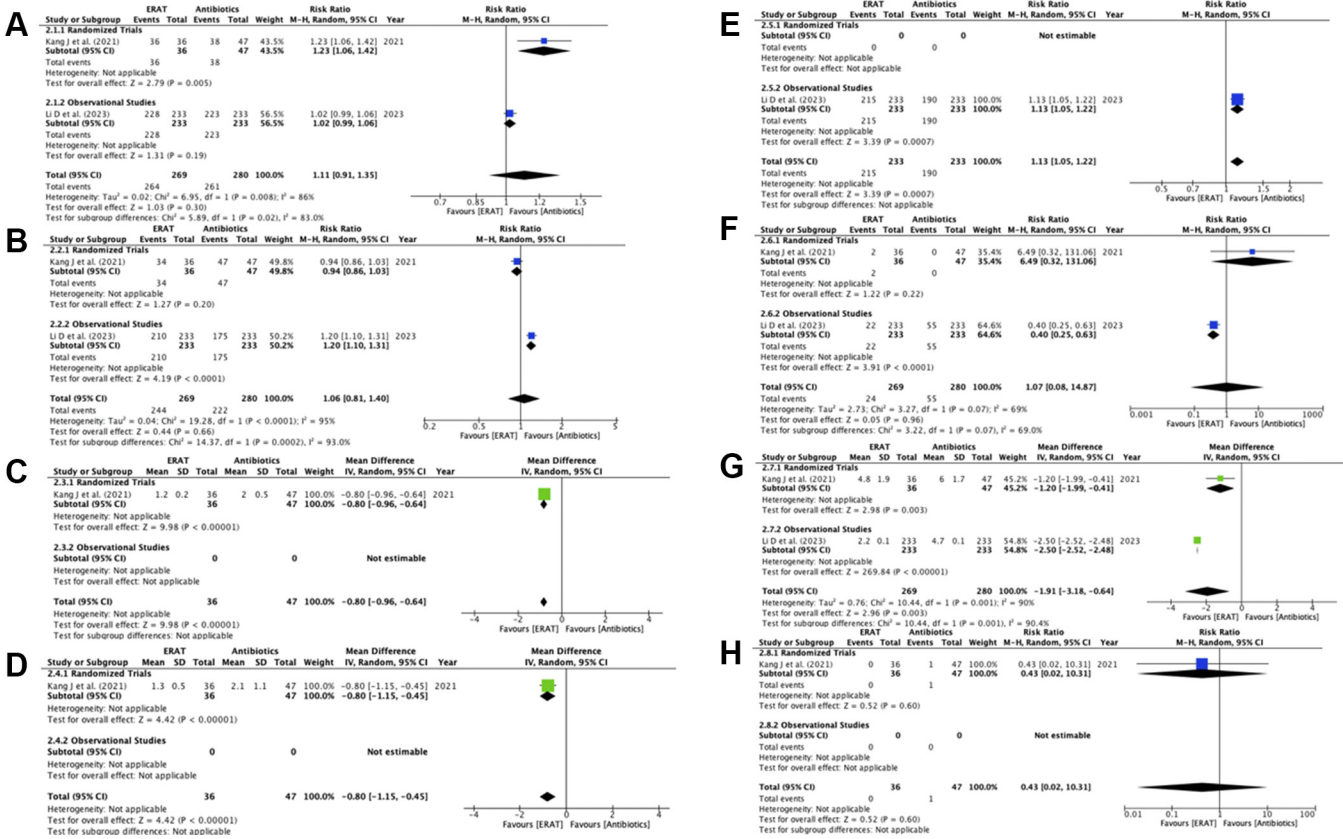 A
ERAT Antibiotics Risk Ratio Risk Ratio
Study or Subgroup Events Total Events Total Weight M-H, Random, 95% CI Year M-H, Random, 95% CI
2.1.1 Randomized Trials
Kang J et al. (2021) 36 36 38 47 43.5% 1.23 [1.06, 1.42] 2021
Subtotal (95% CI) 36 47 43.5% 1.23 [1.06, 1.42]
Total events 36 38
Heterogeneity: Not applicable
Test for overall effect: Z = 2.79 (P = 0.005)
2.1.2 Observational Studies
Li D et al. (2023) 228 233 223 233 56.5% 1.02 [0.99, 1.06] 2023
Subtotal (95% CI) 233 233 56.5% 1.02 [0.99, 1.06]
Total events 228 223
Heterogeneity: Not applicable
Test for overall effect: Z = 1.31 (P = 0.19)
Total (95% CI) 269 280 100.0% 1.11 [0.91, 1.35]
Total events 264 261
Heterogeneity: Tau² = 0.02; Chi² = 6.95, df = 1 (P = 0.008); I² = 86%
Test for overall effect: Z = 1.03 (P = 0.30)
Test for subgroup differences: Chi² = 5.89, df = 1 (P = 0.02), I² = 83.0%
0.7 0.85 1 1.2 1.5
Favours [ERAT] Favours [Antibiotics]
B
ERAT Antibiotics Risk Ratio Risk Ratio
Study or Subgroup Events Total Events Total Weight M-H, Random, 95% CI Year M-H, Random, 95% CI
2.2.1 Randomized Trials
Kang J et al. (2021) 34 36 47 47 49.8% 0.94 [0.86, 1.03] 2021
Subtotal (95% CI) 36 47 49.8% 0.94 [0.86, 1.03]
Total events 34 47
Heterogeneity: Not applicable
Test for overall effect: Z = 1.27 (P = 0.20)
2.2.2 Observational Studies
Li D et al. (2023) 210 233 175 233 50.2% 1.20 [1.10, 1.31] 2023
Subtotal (95% CI) 233 233 50.2% 1.20 [1.10, 1.31]
Total events 210 175
Heterogeneity: Not applicable
Test for overall effect: Z = 4.19 (P < 0.0001)
Total (95% CI) 269 280 100.0% 1.06 [0.81, 1.40]
Total events 244 222
Heterogeneity: Tau² = 0.04; Chi² = 19.28, df = 1 (P < 0.0001); I² = 95%
Test for overall effect: Z = 0.44 (P = 0.66)
Test for subgroup differences: Chi² = 14.37, df = 1 (P = 0.0002), I² = 93.0%
0.2 0.5 1 2 5
Favours [ERAT] Favours [Antibiotics]
C
ERAT Antibiotics Mean Difference Mean Difference
Study or Subgroup Mean SD Total Mean SD Total Weight IV, Random, 95% CI Year IV, Random, 95% CI
2.3.1 Randomized Trials
Kang J et al. (2021) 1.2 0.2 36 2 0.5 47 100.0% -0.80 [-0.96, -0.64] 2021
Subtotal (95% CI) 36 47 100.0% -0.80 [-0.96, -0.64]
Heterogeneity: Not applicable
Test for overall effect: Z = 9.98 (P < 0.00001)
2.3.2 Observational Studies
Subtotal (95% CI) 0 0 Not estimable
Heterogeneity: Not applicable
Test for overall effect: Not applicable
Total (95% CI) 36 47 100.0% -0.80 [-0.96, -0.64]
Heterogeneity: Not applicable
Test for overall effect: Z = 9.98 (P < 0.00001)
Test for subgroup differences: Not applicable
-4 -2 0 2 4
Favours [ERAT] Favours [Antibiotics]
D
ERAT Antibiotics Mean Difference Mean Difference
Study or Subgroup Mean SD Total Mean SD Total Weight IV, Random, 95% CI Year IV, Random, 95% CI
2.4.1 Randomized Trials
Kang J et al. (2021) 1.3 0.5 36 2.1 1.1 47 100.0% -0.80 [-1.15, -0.45] 2021
Subtotal (95% CI) 36 47 100.0% -0.80 [-1.15, -0.45]
Heterogeneity: Not applicable
Test for overall effect: Z = 4.42 (P < 0.00001)
2.4.2 Observational Studies
Subtotal (95% CI) 0 0 Not estimable
Heterogeneity: Not applicable
Test for overall effect: Not applicable
Total (95% CI) 36 47 100.0% -0.80 [-1.15, -0.45]
Heterogeneity: Not applicable
Test for overall effect: Z = 4.42 (P < 0.00001)
Test for subgroup differences: Not applicable
-4 -2 0 2 4
Favours [ERAT] Favours [Antibiotics]
E
ERAT Antibiotics Risk Ratio Risk Ratio
Study or Subgroup Events Total Events Total Weight M-H, Random, 95% CI Year M-H, Random, 95% CI
2.5.1 Randomized Trials
Subtotal (95% CI) 0 0 Not estimable
Total events 0 0
Heterogeneity: Not applicable
Test for overall effect: Not applicable
2.5.2 Observational Studies
Li D et al. (2023) 215 233 190 233 100.0% 1.13 [1.05, 1.22] 2023
Subtotal (95% CI) 233 233 100.0% 1.13 [1.05, 1.22]
Total events 215 190
Heterogeneity: Not applicable
Test for overall effect: Z = 3.39 (P = 0.0007)
Total (95% CI) 233 233 100.0% 1.13 [1.05, 1.22]
Total events 215 190
Heterogeneity: Not applicable
Test for overall effect: Z = 3.39 (P = 0.0007)
Test for subgroup differences: Not applicable
0.5 0.7 1 1.5 2
Favours [ERAT] Favours [Antibiotics]
F
ERAT Antibiotics Risk Ratio Risk Ratio
Study or Subgroup Events Total Events Total Weight M-H, Random, 95% CI Year M-H, Random, 95% CI
2.6.1 Randomized Trials
Kang J et al. (2021) 2 36 0 47 35.4% 6.49 [0.32, 131.06] 2021
Subtotal (95% CI) 36 47 35.4% 6.49 [0.32, 131.06]
Total events 2 0
Heterogeneity: Not applicable
Test for overall effect: Z = 1.22 (P = 0.22)
2.6.2 Observational Studies
Li D et al. (2023) 22 233 55 233 64.6% 0.40 [0.25, 0.63] 2023
Subtotal (95% CI) 233 233 64.6% 0.40 [0.25, 0.63]
Total events 22 55
Heterogeneity: Not applicable
Test for overall effect: Z = 3.91 (P < 0.0001)
Total (95% CI) 269 280 100.0% 1.07 [0.08, 14.87]
Total events 24 55
Heterogeneity: Tau² = 2.73; Chi² = 3.27, df = 1 (P = 0.07); I² = 69%
Test for overall effect: Z = 0.05 (P = 0.96)
Test for subgroup differences: Chi² = 3.22, df = 1 (P = 0.07), I² = 69.0%
0.001 0.1 1 10 1000
Favours [ERAT] Favours [Antibiotics]
G
ERAT Antibiotics Mean Difference Mean Difference
Study or Subgroup Mean SD Total Mean SD Total Weight IV, Random, 95% CI Year IV, Random, 95% CI
2.7.1 Randomized Trials
Kang J et al. (2021) 4.8 1.9 36 6 1.7 47 45.2% -1.20 [-1.99, -0.41] 2021
Subtotal (95% CI) 36 47 45.2% -1.20 [-1.99, -0.41]
Heterogeneity: Not applicable
Test for overall effect: Z = 2.98 (P = 0.003)
2.7.2 Observational Studies
Li D et al. (2023) 2.2 0.1 233 4.7 0.1 233 54.8% -2.50 [-2.52, -2.48] 2023
Subtotal (95% CI) 233 233 54.8% -2.50 [-2.52, -2.48]
Heterogeneity: Not applicable
Test for overall effect: Z = 269.84 (P < 0.00001)
Total (95% CI) 269 280 100.0% -1.91 [-3.18, -0.64]
Heterogeneity: Tau² = 0.76; Chi² = 10.44, df = 1 (P = 0.001); I² = 90%
Test for overall effect: Z = 2.96 (P = 0.003)
Test for subgroup differences: Chi² = 10.44, df = 1 (P = 0.001), I² = 90.4%
-4 -2 0 2 4
Favours [ERAT] Favours [Antibiotics]
H
ERAT Antibiotics Risk Ratio Risk Ratio
Study or Subgroup Events Total Events Total Weight M-H, Random, 95% CI Year M-H, Random, 95% CI
2.8.1 Randomized Trials
Kang J et al. (2021) 0 36 1 47 100.0% 0.43 [0.02, 10.31] 2021
Subtotal (95% CI) 36 47 100.0% 0.43 [0.02, 10.31]
Total events 0 1
Heterogeneity: Not applicable
Test for overall effect: Z = 0.52 (P = 0.60)
2.8.2 Observational Studies
Subtotal (95% CI) 0 0 Not estimable
Total events 0 0
Heterogeneity: Not applicable
Test for overall effect: Not applicable
Total (95% CI) 36 47 100.0% 0.43 [0.02, 10.31]
Total events 0 1
Heterogeneity: Not applicable
Test for overall effect: Z = 0.52 (P = 0.60)
Test for subgroup differences: Not applicable
0.01 0.1 1 10 100
Favours [ERAT] Favours [Antibiotics]